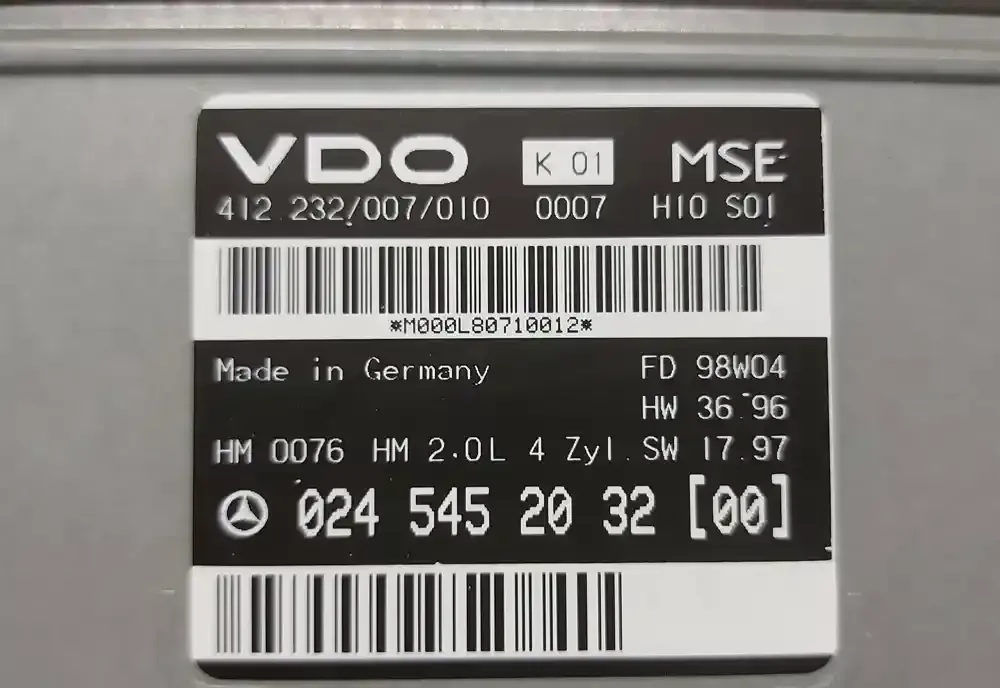 VDO K 01 MSE
412.232/007/010 0007 H10 S01
*M000L80710012*
Made in Germany FD 98W04
HW 36.96
HM 0076 HM 2.0L 4 Zyl. SW 17.97
024 545 20 32 [00]